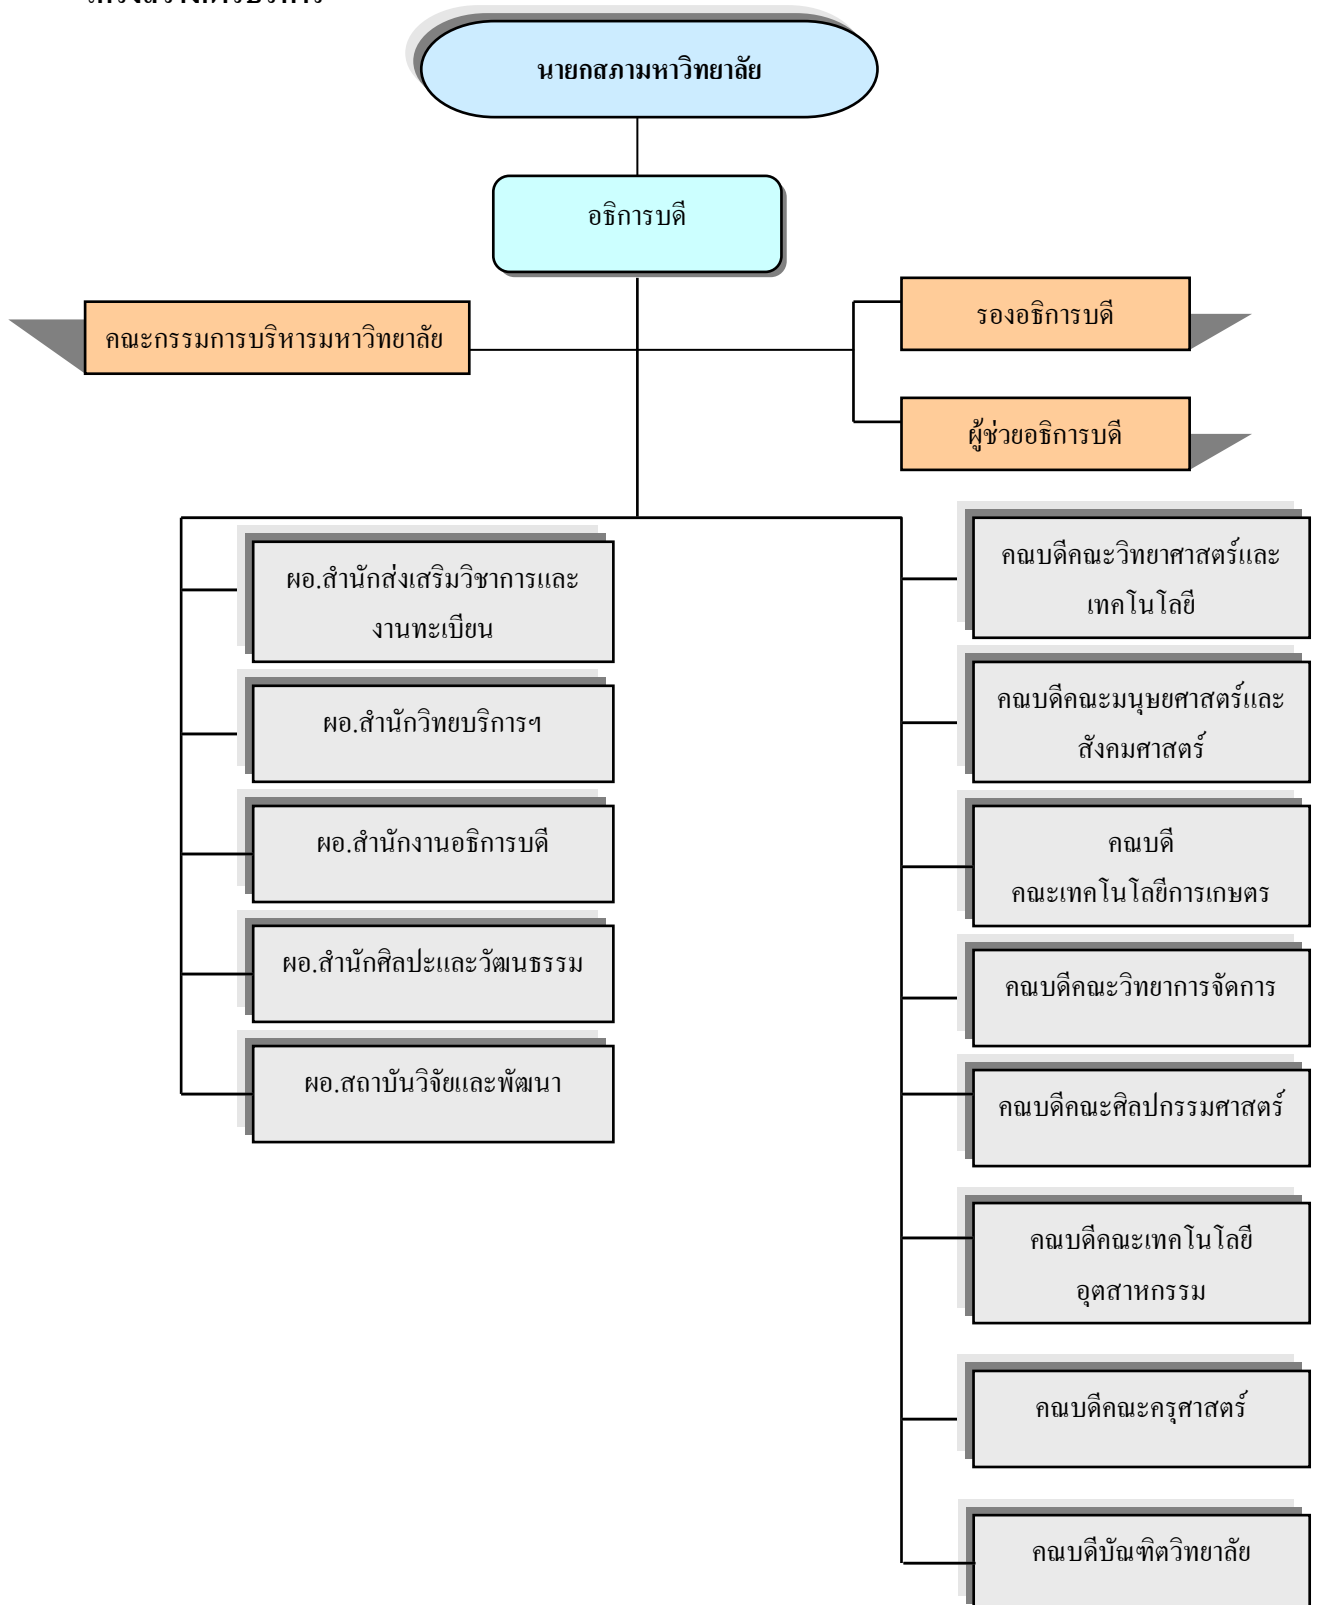 นายกสภามหาวิทยาลัย
อธิการบดี
คณะกรรมการบริหารมหาวิทยาลัย
รองอธิการบดี
ผู้ช่วยอธิการบดี
ผอ.สำนักส่งเสริมวิชาการและ
งานทะเบียน
ผอ.สำนักวิทยบริการฯ
ผอ.สำนักงานอธิการบดี
ผอ.สำนักศิลปะและวัฒนธรรม
ผอ.สถาบันวิจัยและพัฒนา
คณบดีคณะวิทยาศาสตร์และ
เทคโนโลยี
คณบดีคณะมนุษยศาสตร์และ
สังคมศาสตร์
คณบดี
คณะเทคโนโลยีการเกษตร
คณบดีคณะวิทยาการจัดการ
คณบดีคณะศิลปกรรมศาสตร์
คณบดีคณะเทคโนโลยี
อุตสาหกรรม
คณบดีคณะครุศาสตร์
คณบดีบัณฑิตวิทยาลัย